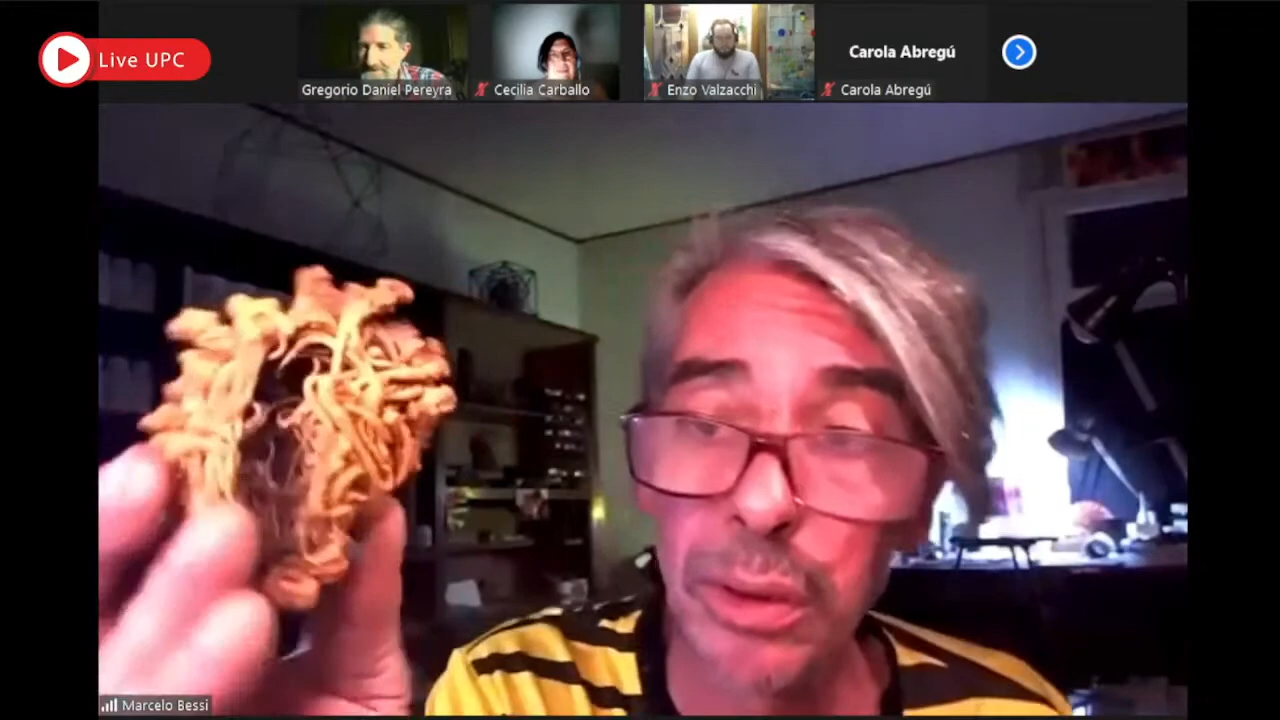 Live UPC
Gregorio Daniel Pereyra
Cecilia Carballo
Enzo Valzacchi
Carola Abregú
Carola Abregú
Marcelo Bessi